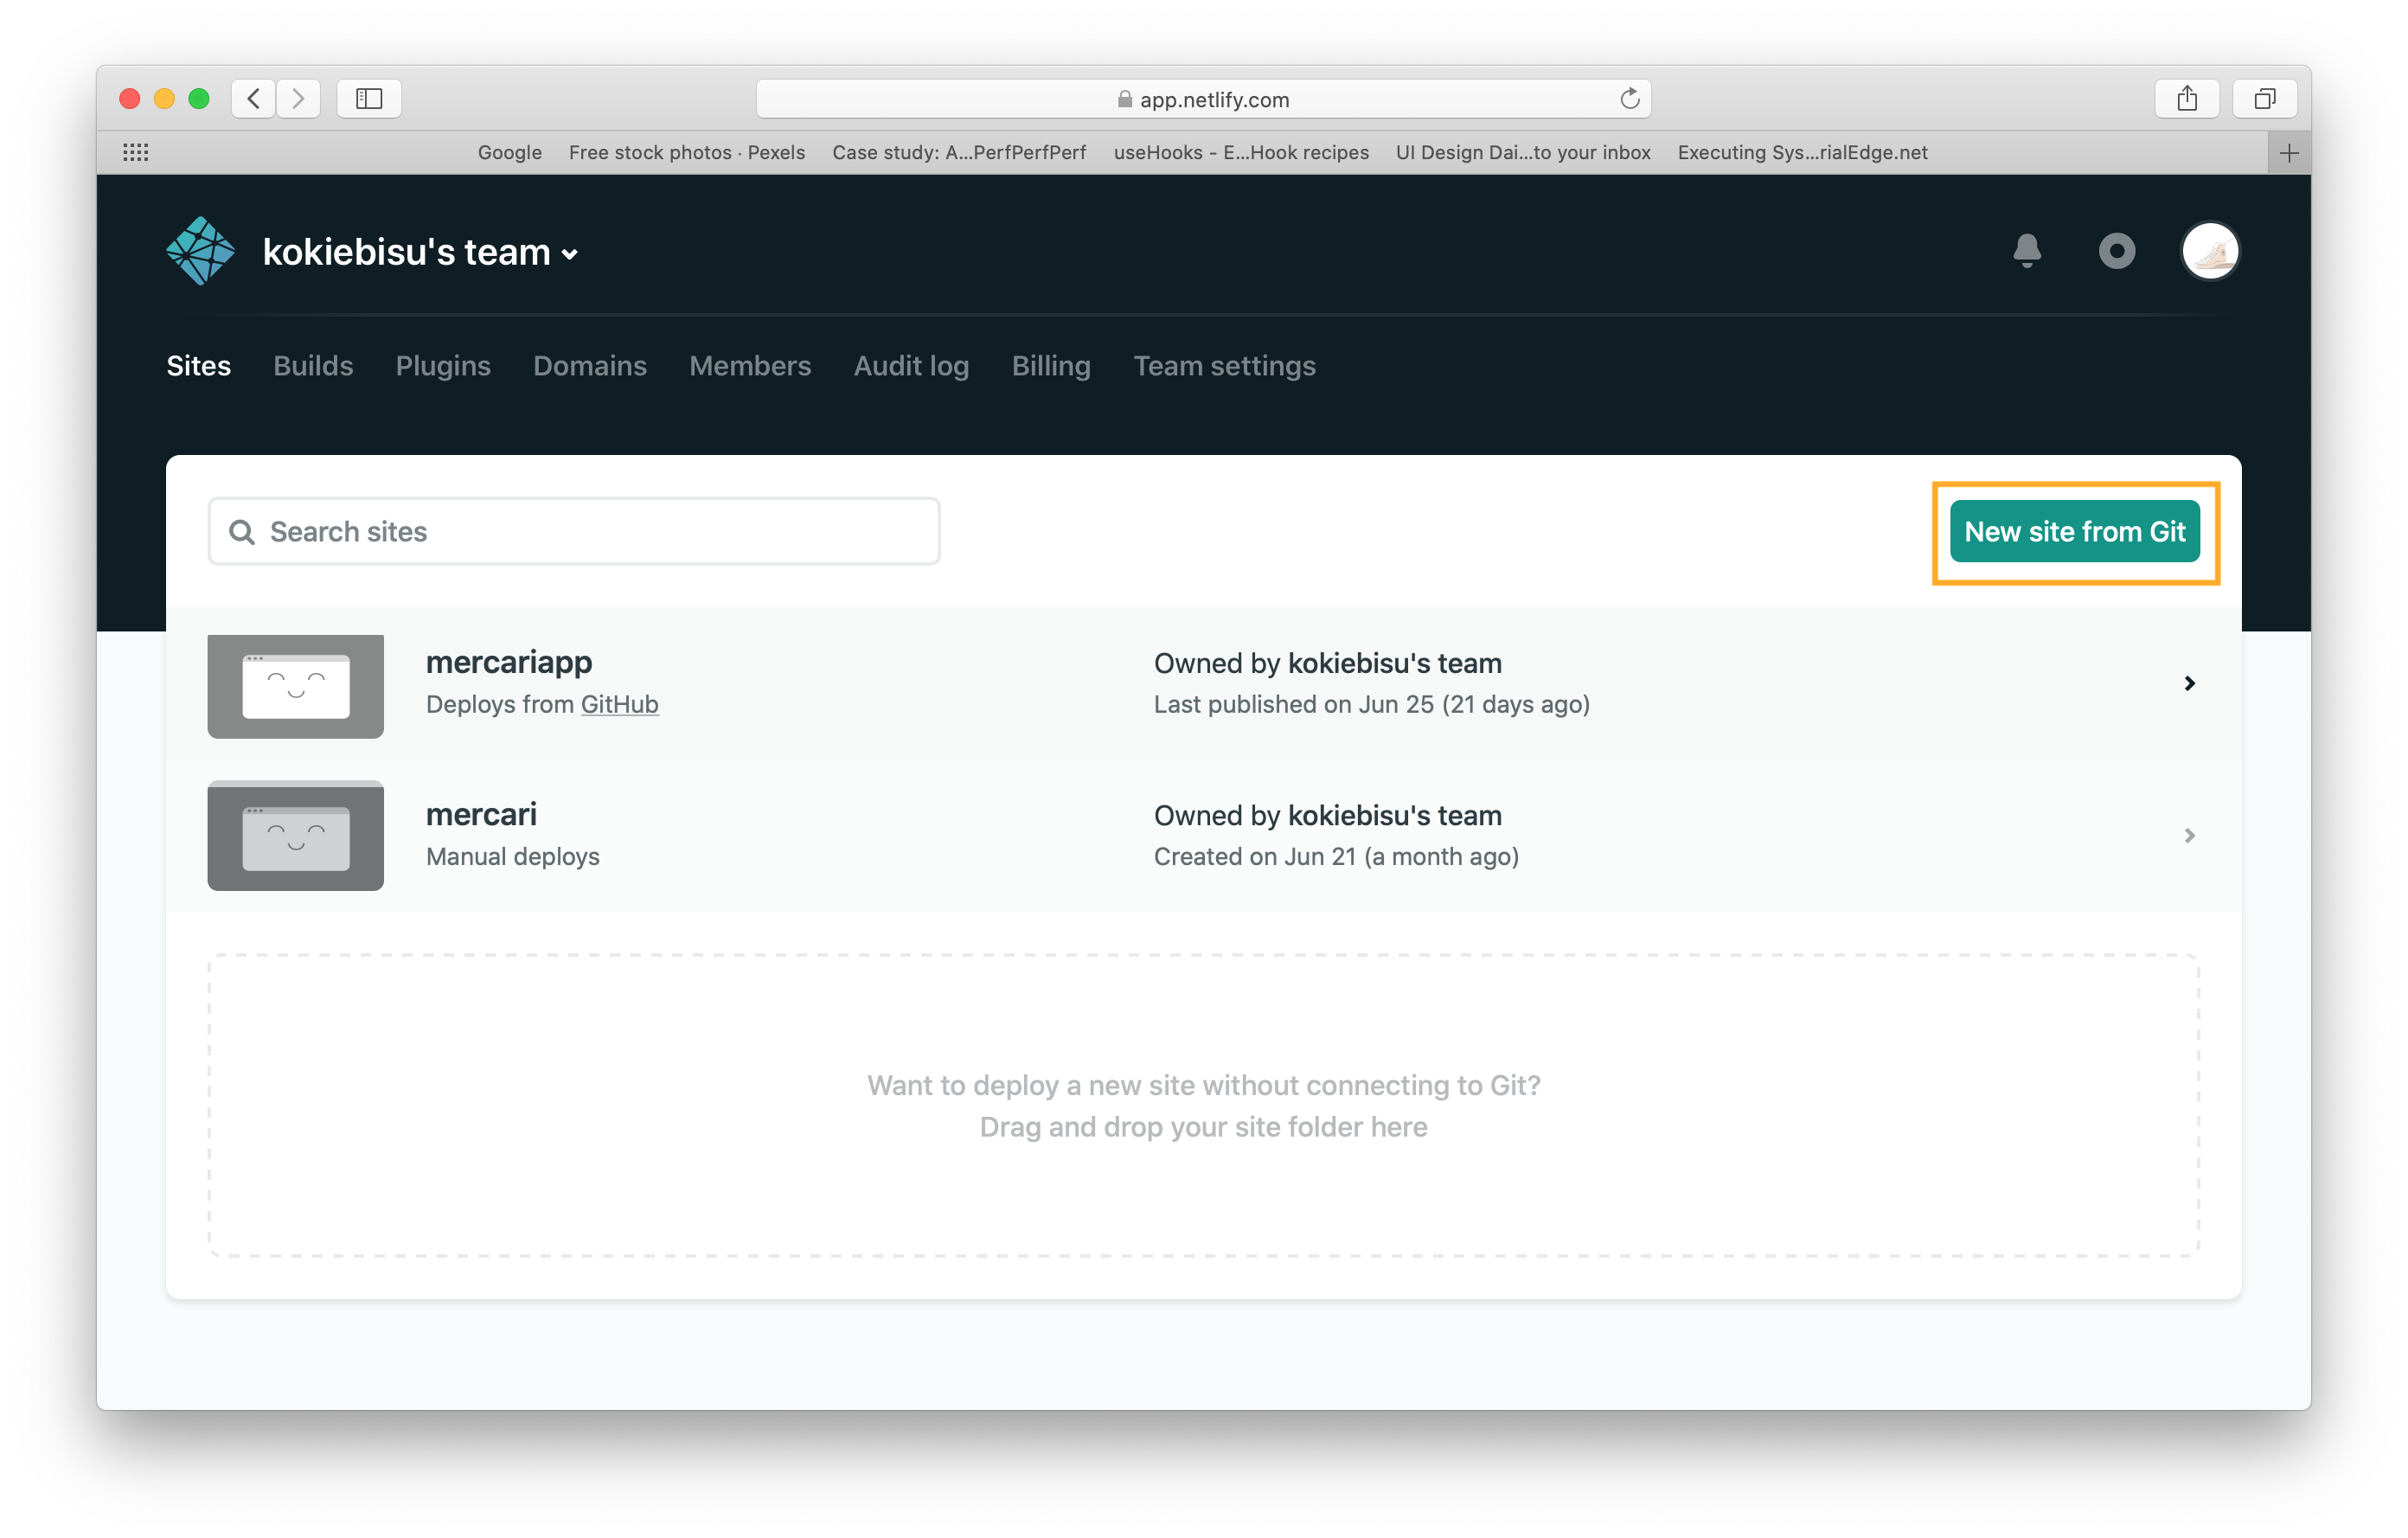 app.netlify.com
Google Free stock photos · Pexels Case study: A...PerfPerfPerf useHooks - E...Hook recipes UI Design Dai...to your inbox Executing Sys...rialEdge.net
kokiebisu's team
Sites Builds Plugins Domains Members Audit log Billing Team settings
Search sites
New site from Git
mercariapp
Deploys from GitHub
Owned by kokiebisu's team
Last published on Jun 25 (21 days ago)
mercari
Manual deploys
Owned by kokiebisu's team
Created on Jun 21 (a month ago)
Want to deploy a new site without connecting to Git?
Drag and drop your site folder here